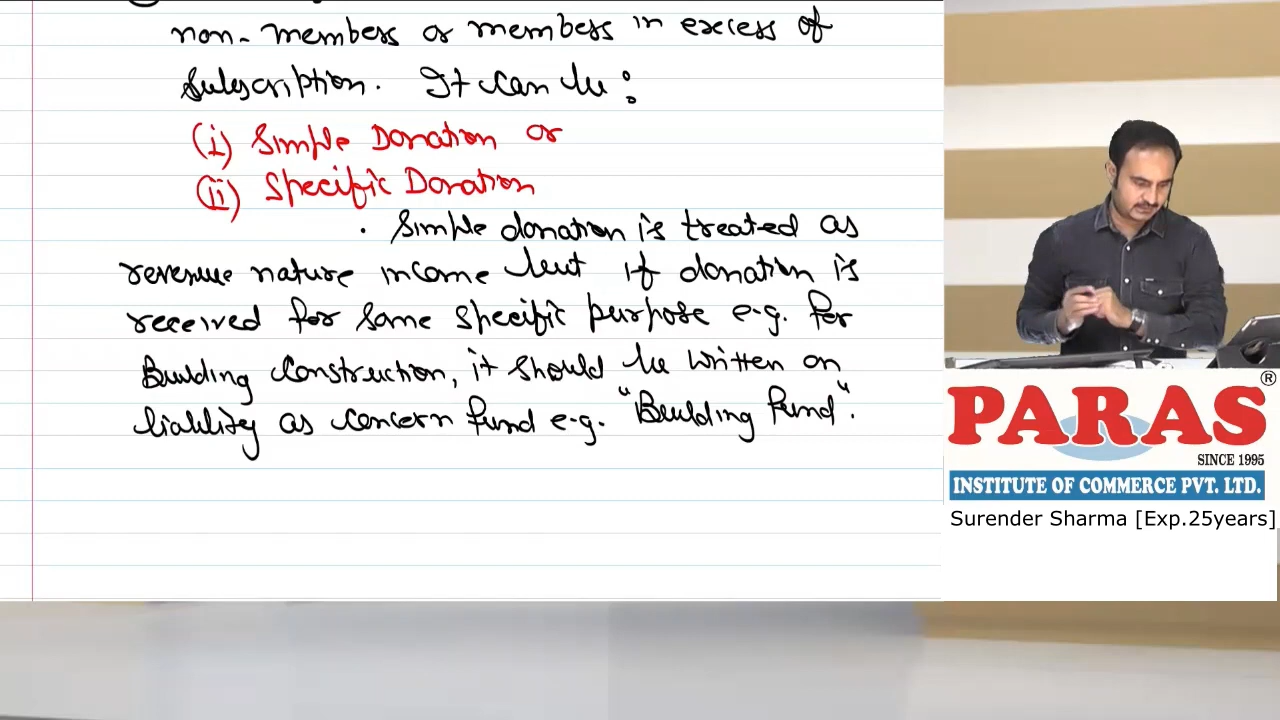 non-members or members in excess of
Subscription. It can be :
(i) Simple Donation or
(ii) Specific Donation
. Simple donation is treated as
revenue nature income but if donation is
received for some specific purpose e.g. for
Building Construction, it should be written on
liability as concern fund e.g. "Building Fund".
PARAS ®
SINCE 1995
INSTITUTE OF COMMERCE PVT. LTD.
Surender Sharma [Exp.25years]